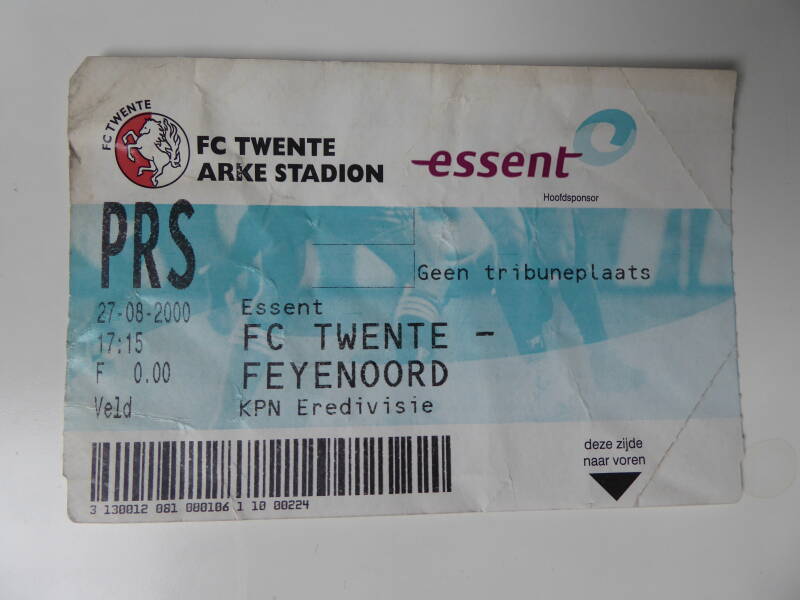 FC TWENTE
FC TWENTE
ARKE STADION
essent
Hoofdsponsor
PRS
Geen tribuneplaats
27-08-2000
Essent
17:15
FC TWENTE -
F 0.00
FEYENOORD
Veld
KPN Eredivisie
deze zijde
naar voren
3 130012 081 080106 1 10 00224